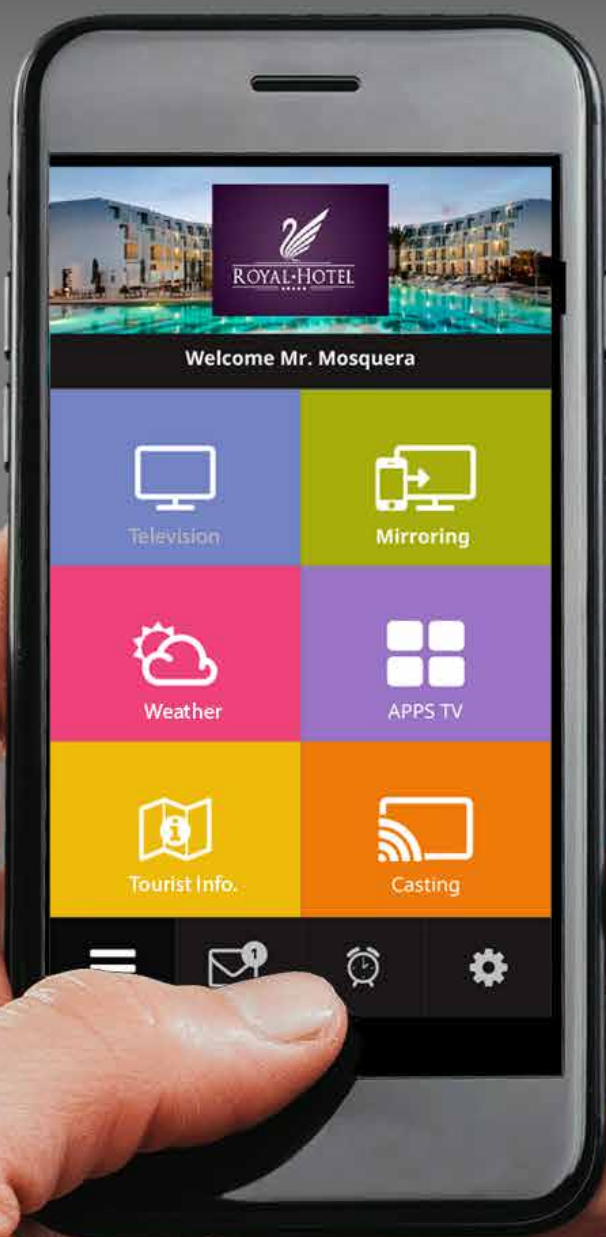 ROYAL·HOTEL
Welcome Mr. Mosquera
Television
Mirroring
Weather
APPS TV
Tourist Info.
Casting
1